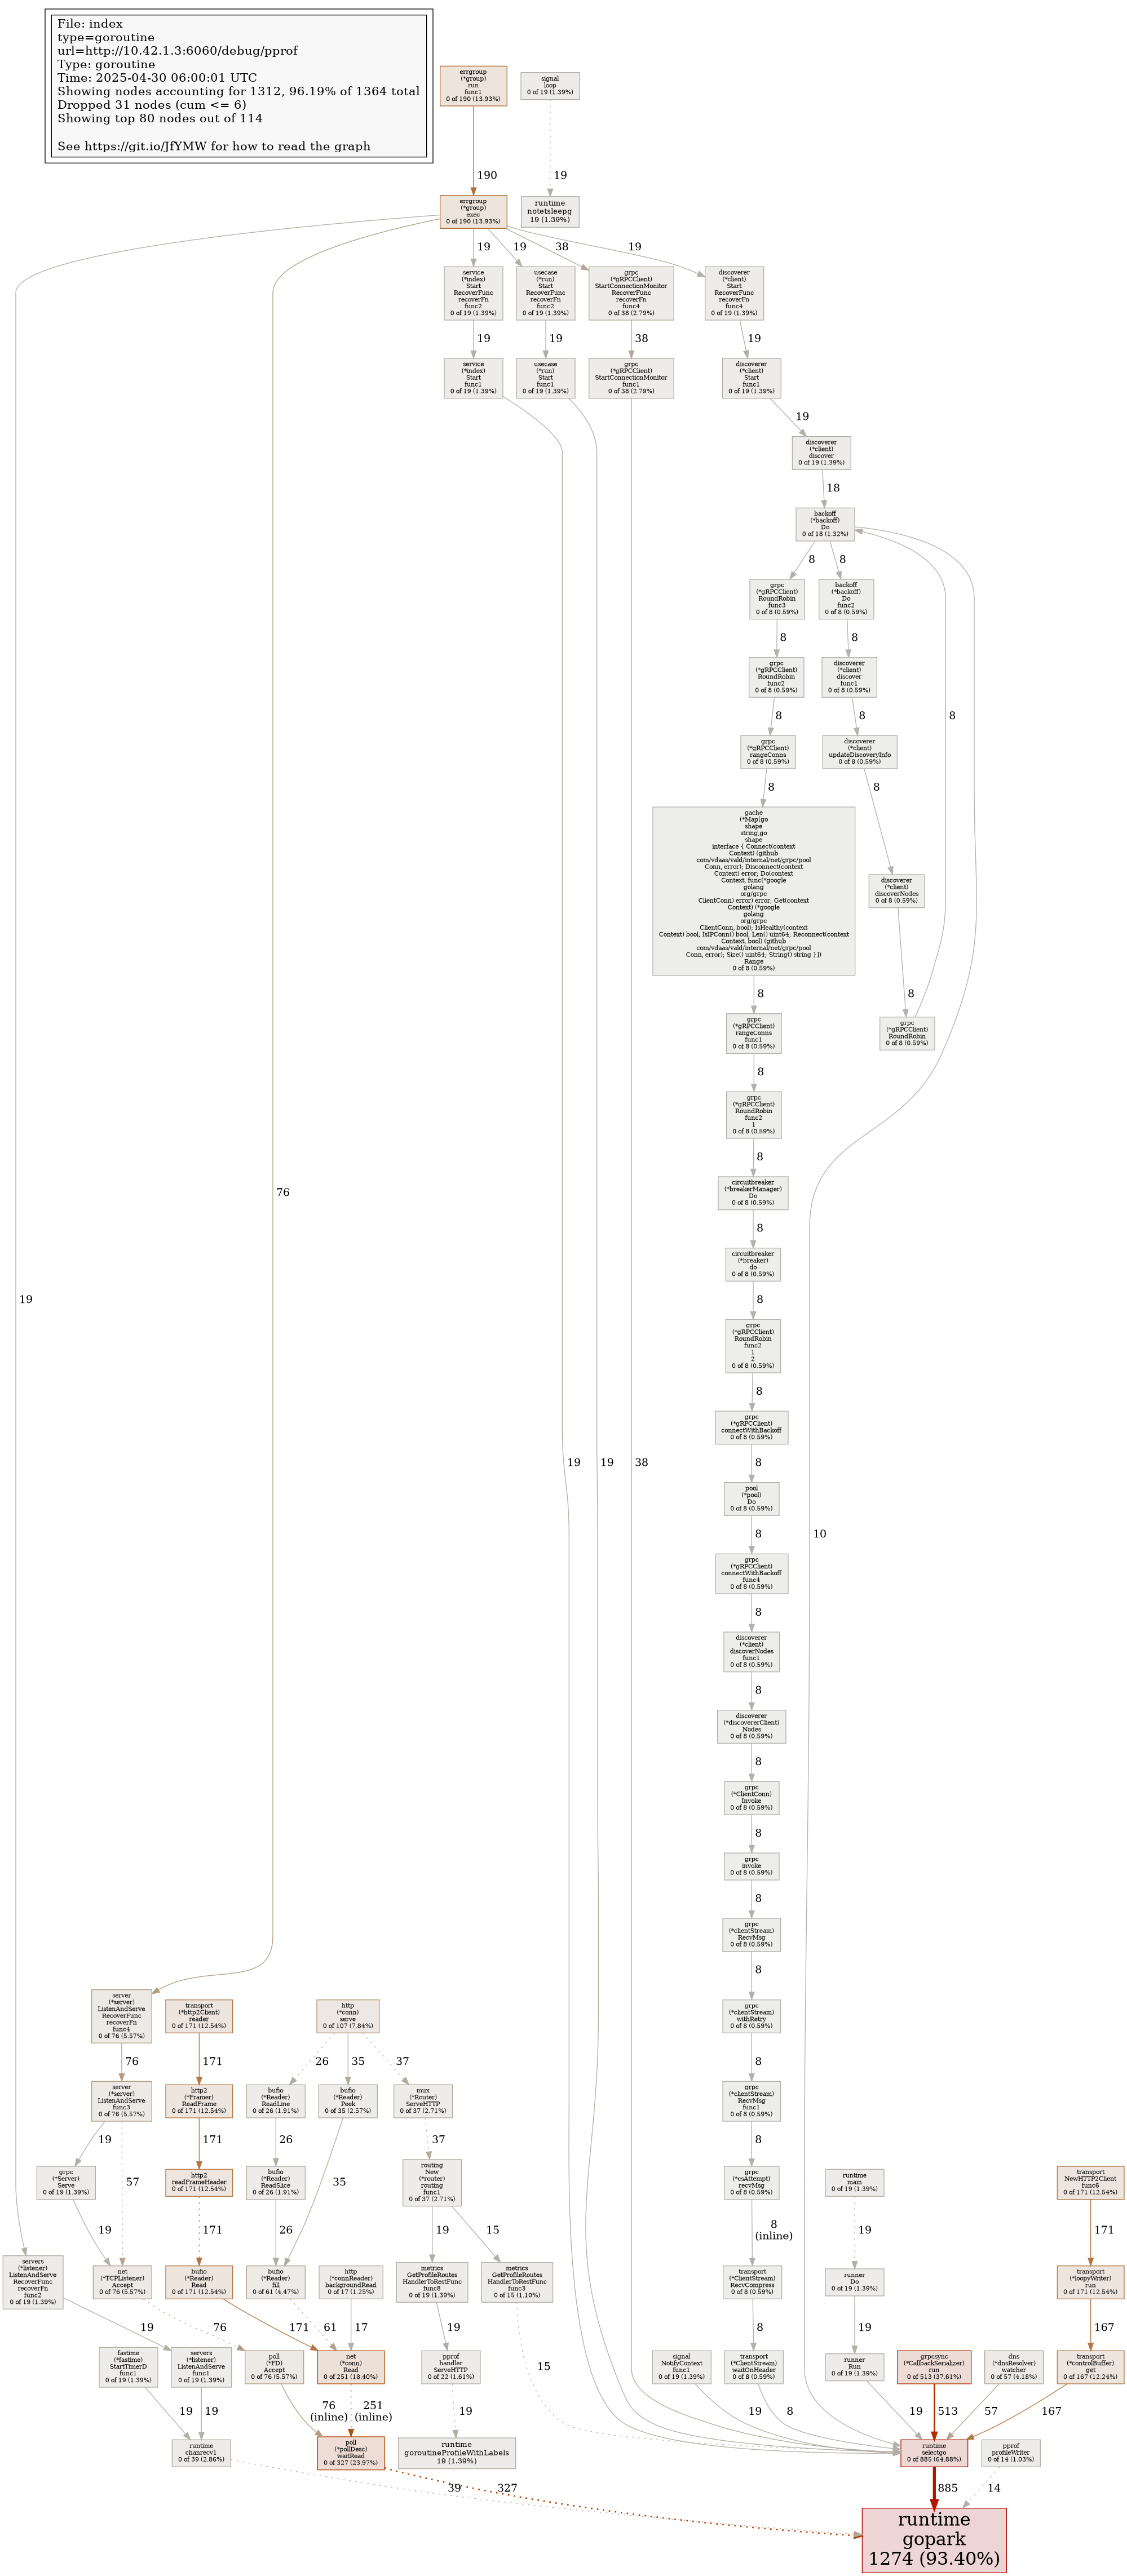 File: index
type=goroutine
url=http://10.42.1.3:6060/debug/pprof
Type: goroutine
Time: 2025-04-30 06:00:01 UTC
Showing nodes accounting for 1312, 96.19% of 1364 total
Dropped 31 nodes (cum <= 6)
Showing top 80 nodes out of 114
See https://git.io/JfYMW for how to read the graph
errgroup
(*group)
run
func1
0 of 190 (13.93%)
signal
loop
0 of 19 (1.39%)
190
19
errgroup
(*group)
exec
0 of 190 (13.93%)
runtime
notetsleepg
19 (1.39%)
19
19
38
19
service
(*index)
Start
RecoverFunc
recoverFn
func2
0 of 19 (1.39%)
usecase
(*run)
Start
RecoverFunc
recoverFn
func2
0 of 19 (1.39%)
grpc
(*gRPCClient)
StartConnectionMonitor
RecoverFunc
recoverFn
func4
0 of 38 (2.79%)
discoverer
(*client)
Start
RecoverFunc
recoverFn
func4
0 of 19 (1.39%)
19
19
38
19
service
(*index)
Start
func1
0 of 19 (1.39%)
usecase
(*run)
Start
func1
0 of 19 (1.39%)
grpc
(*gRPCClient)
StartConnectionMonitor
func1
0 of 38 (2.79%)
discoverer
(*client)
Start
func1
0 of 19 (1.39%)
19
discoverer
(*client)
discover
0 of 19 (1.39%)
18
backoff
(*backoff)
Do
0 of 18 (1.32%)
8
8
grpc
(*gRPCClient)
RoundRobin
func3
0 of 8 (0.59%)
backoff
(*backoff)
Do
func2
0 of 8 (0.59%)
8
8
grpc
(*gRPCClient)
RoundRobin
func2
0 of 8 (0.59%)
discoverer
(*client)
discover
func1
0 of 8 (0.59%)
8
8
8
grpc
(*gRPCClient)
rangeConns
0 of 8 (0.59%)
discoverer
(*client)
updateDiscoveryInfo
0 of 8 (0.59%)
8
8
gache
(*Map[go
shape
string,go
shape
interface { Connect(context
Context) (github
com/vdaas/vald/internal/net/grpc/pool
Conn, error); Disconnect(context
Context) error; Do(context
Context, func(*google
golang
org/grpc
ClientConn) error) error; Get(context
Context) (*google
golang
org/grpc
ClientConn, bool); IsHealthy(context
Context) bool; IsIPConn() bool; Len() uint64; Reconnect(context
Context, bool) (github
com/vdaas/vald/internal/net/grpc/pool
Conn, error); Size() uint64; String() string }])
Range
0 of 8 (0.59%)
discoverer
(*client)
discoverNodes
0 of 8 (0.59%)
8
8
grpc
(*gRPCClient)
rangeConns
func1
0 of 8 (0.59%)
grpc
(*gRPCClient)
RoundRobin
0 of 8 (0.59%)
8
grpc
(*gRPCClient)
RoundRobin
func2
1
0 of 8 (0.59%)
8
circuitbreaker
(*breakerManager)
Do
0 of 8 (0.59%)
76
8
circuitbreaker
(*breaker)
do
0 of 8 (0.59%)
19
8
grpc
(*gRPCClient)
RoundRobin
func2
1
2
0 of 8 (0.59%)
8
grpc
(*gRPCClient)
connectWithBackoff
0 of 8 (0.59%)
19
19
38
8
pool
(*pool)
Do
0 of 8 (0.59%)
8
10
grpc
(*gRPCClient)
connectWithBackoff
func4
0 of 8 (0.59%)
8
discoverer
(*client)
discoverNodes
func1
0 of 8 (0.59%)
8
discoverer
(*discovererClient)
Nodes
0 of 8 (0.59%)
8
grpc
(*ClientConn)
Invoke
0 of 8 (0.59%)
8
grpc
invoke
0 of 8 (0.59%)
8
grpc
(*clientStream)
RecvMsg
0 of 8 (0.59%)
8
server
(*server)
ListenAndServe
RecoverFunc
recoverFn
func4
0 of 76 (5.57%)
transport
(*http2Client)
reader
0 of 171 (12.54%)
http
(*conn)
serve
0 of 107 (7.84%)
grpc
(*clientStream)
withRetry
0 of 8 (0.59%)
76
171
26
35
37
8
server
(*server)
ListenAndServe
func3
0 of 76 (5.57%)
http2
(*Framer)
ReadFrame
0 of 171 (12.54%)
bufio
(*Reader)
ReadLine
0 of 26 (1.91%)
bufio
(*Reader)
Peek
0 of 35 (2.57%)
mux
(*Router)
ServeHTTP
0 of 37 (2.71%)
grpc
(*clientStream)
RecvMsg
func1
0 of 8 (0.59%)
19
171
26
37
8
grpc
(*Server)
Serve
0 of 19 (1.39%)
57
http2
readFrameHeader
0 of 171 (12.54%)
bufio
(*Reader)
ReadSlice
0 of 26 (1.91%)
35
routing
New
(*router)
routing
func1
0 of 37 (2.71%)
grpc
(*csAttempt)
recvMsg
0 of 8 (0.59%)
runtime
main
0 of 19 (1.39%)
transport
NewHTTP2Client
func6
0 of 171 (12.54%)
19
171
26
19
15
8
(inline)
19
171
servers
(*listener)
ListenAndServe
RecoverFunc
recoverFn
func2
0 of 19 (1.39%)
net
(*TCPListener)
Accept
0 of 76 (5.57%)
bufio
(*Reader)
Read
0 of 171 (12.54%)
bufio
(*Reader)
fill
0 of 61 (4.47%)
http
(*connReader)
backgroundRead
0 of 17 (1.25%)
metrics
GetProfileRoutes
HandlerToRestFunc
func8
0 of 19 (1.39%)
metrics
GetProfileRoutes
HandlerToRestFunc
func3
0 of 15 (1.10%)
transport
(*ClientStream)
RecvCompress
0 of 8 (0.59%)
runner
Do
0 of 19 (1.39%)
transport
(*loopyWriter)
run
0 of 171 (12.54%)
19
76
171
61
17
19
8
19
167
fastime
(*fastime)
StartTimerD
func1
0 of 19 (1.39%)
servers
(*listener)
ListenAndServe
func1
0 of 19 (1.39%)
poll
(*FD)
Accept
0 of 76 (5.57%)
net
(*conn)
Read
0 of 251 (18.40%)
pprof
handler
ServeHTTP
0 of 22 (1.61%)
15
signal
NotifyContext
func1
0 of 19 (1.39%)
transport
(*ClientStream)
waitOnHeader
0 of 8 (0.59%)
runner
Run
0 of 19 (1.39%)
grpcsync
(*CallbackSerializer)
run
0 of 513 (37.61%)
dns
(*dnsResolver)
watcher
0 of 57 (4.18%)
transport
(*controlBuffer)
get
0 of 167 (12.24%)
19
19
76
(inline)
251
(inline)
19
19
8
19
513
57
167
runtime
chanrecv1
0 of 39 (2.86%)
poll
(*pollDesc)
waitRead
0 of 327 (23.97%)
runtime
goroutineProfileWithLabels
19 (1.39%)
runtime
selectgo
0 of 885 (64.88%)
pprof
profileWriter
0 of 14 (1.03%)
39
327
885
14
runtime
gopark
1274 (93.40%)